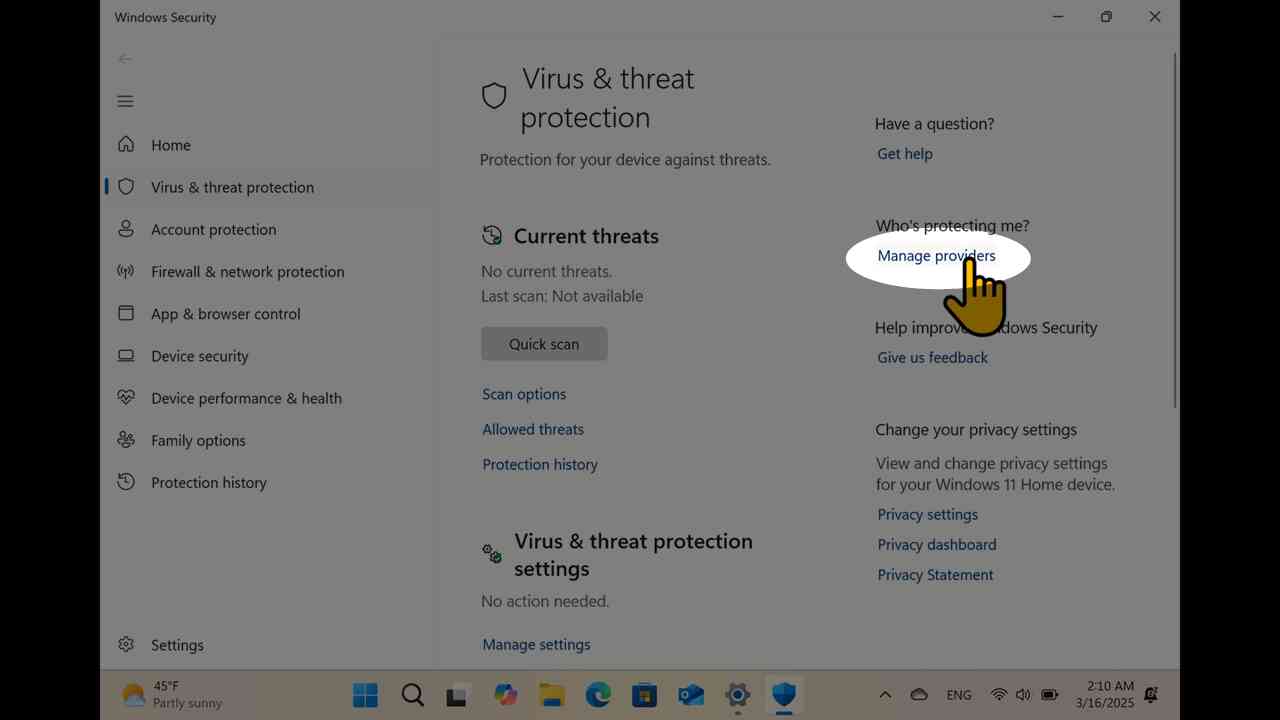 Windows Security
Home
Virus & threat protection
Account protection
Firewall & network protection
App & browser control
Device security
Device performance & health
Family options
Protection history
Settings
Virus & threat
protection
Protection for your device against threats.
Current threats
No current threats.
Last scan: Not available
Quick scan
Scan options
Allowed threats
Protection history
Virus & threat protection
settings
No action needed.
Manage settings
Have a question?
Get help
Who's protecting me?
Manage providers
Help improve Windows Security
Give us feedback
Change your privacy settings
View and change privacy settings
for your Windows 11 Home device.
Privacy settings
Privacy dashboard
Privacy Statement
45°F
Partly sunny
ENG
2:10 AM
3/16/2025